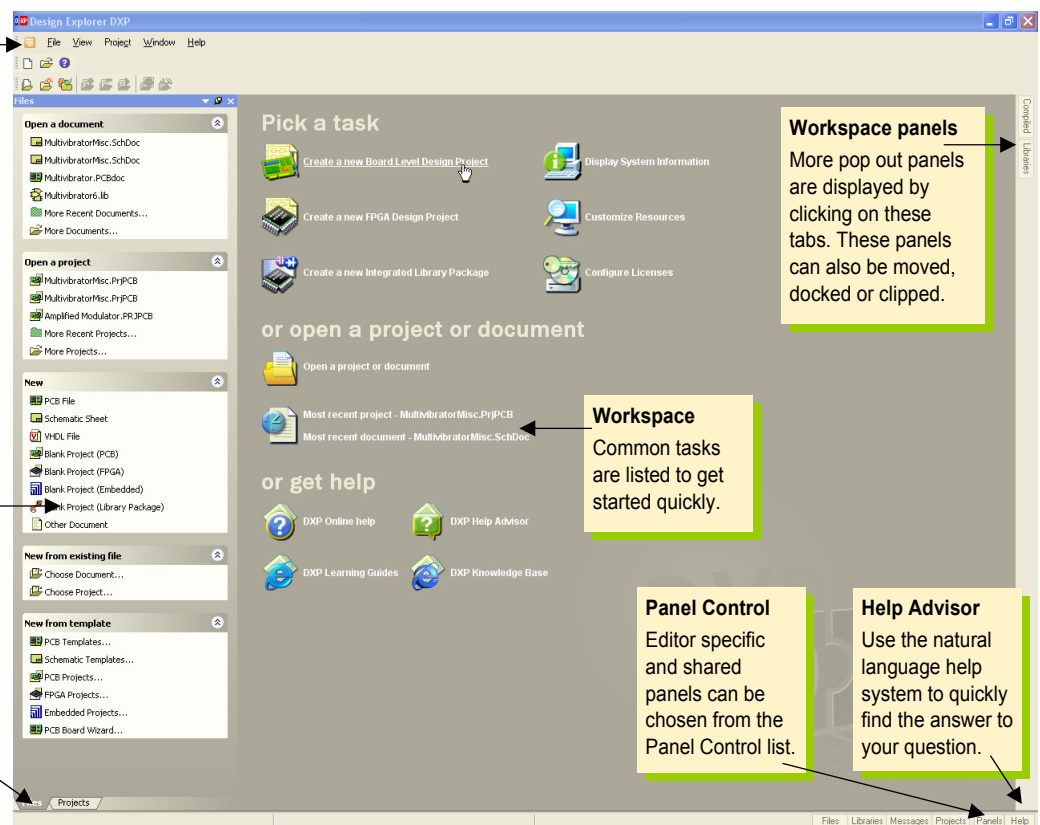 DXP Design Explorer DXP
File View Project Window Help
Files
Open a document
MultivibratorMisc.SchDoc
MultivibratorMisc.SchDoc
Multivibrator.PCBdoc
Multivibrator6.lib
More Recent Documents...
More Documents...
Open a project
MultivibratorMisc.PrjPCB
MultivibratorMisc.PrjPCB
Amplified Modulator.PRJPCB
More Recent Projects...
More Projects...
New
PCB File
Schematic Sheet
VHDL File
Blank Project (PCB)
Blank Project (FPGA)
Blank Project (Embedded)
Blank Project (Library Package)
Other Document
New from existing file
Choose Document...
Choose Project...
New from template
PCB Templates...
Schematic Templates...
PCB Projects...
FPGA Projects...
Embedded Projects...
PCB Board Wizard...
Files Projects
Pick a task
Create a new Board Level Design Project
Display System Information
Create a new FPGA Design Project
Customize Resources
Create a new Integrated Library Package
Configure Licenses
or open a project or document
Open a project or document
Most recent project - MultivibratorMisc.PrjPCB
Most recent document - MultivibratorMisc.SchDoc
or get help
DXP Online help
DXP Help Advisor
DXP Learning Guides
DXP Knowledge Base
Workspace panels
More pop out panels
are displayed by
clicking on these
tabs. These panels
can also be moved,
docked or clipped.
Compiled
Libraries
Workspace
Common tasks
are listed to get
started quickly.
Panel Control
Editor specific
and shared
panels can be
chosen from the
Panel Control list.
Help Advisor
Use the natural
language help
system to quickly
find the answer to
your question.
Files Libraries Messages Projects Panels Help